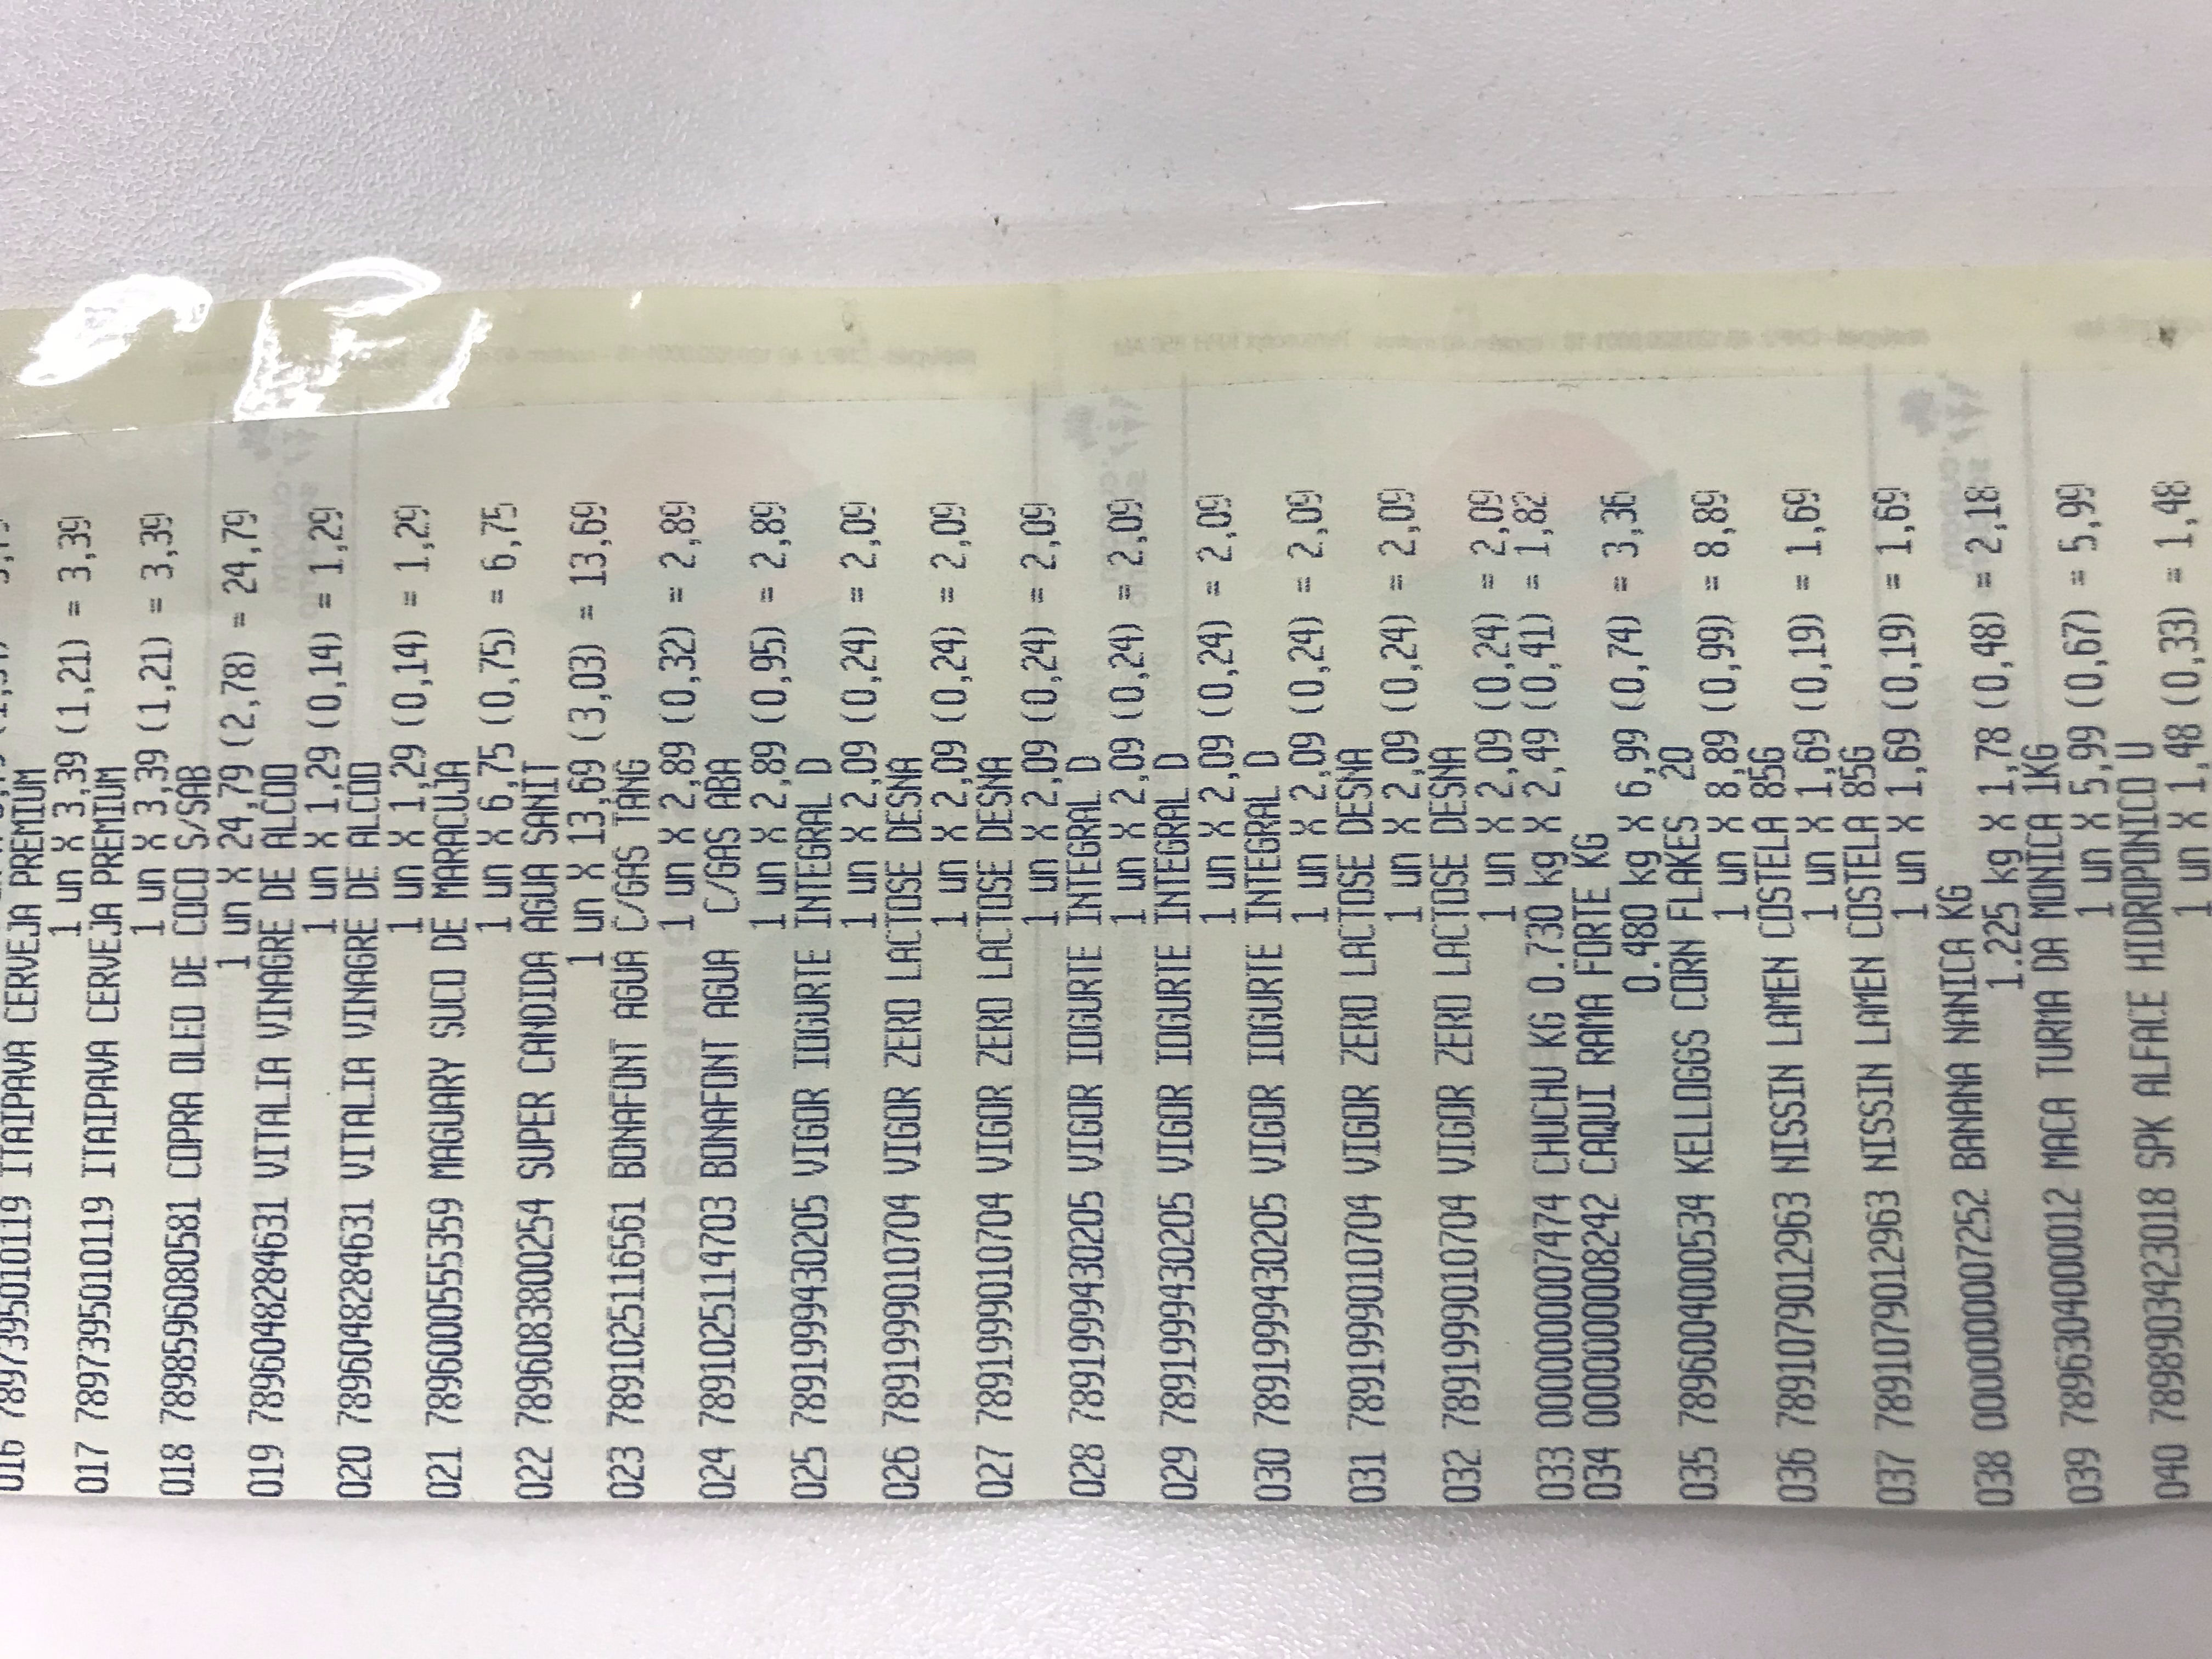 016 7897395010119 ITAIPAVA CERVEJA PREMIUM
1 un X 3,39 (1,21) = 3,39
017 7897395010119 ITAIPAVA CERVEJA PREMIUM
1 un X 3,39 (1,21) = 3,39
018 7898596080581 COPRA OLEO DE COCO S/SAB
1 un X 24,79 (2,78) = 24,79
019 7896048284631 VITALIA VINAGRE DE ALCOO
1 un X 1,29 (0,14) = 1,29
020 7896048284631 VITALIA VINAGRE DE ALCOO
1 un X 1,29 (0,14) = 1,29
021 7896000555359 MAGUARY SUCO DE MARACUJA
1 un X 6,75 (0,75) = 6,75
022 7896083800254 SUPER CANDIDA AGUA SANIT
1 un X 13,69 (3,03) = 13,69
023 7891025116561 BONAFONT AGUA C/GAS TANG
1 un X 2,89 (0,32) = 2,89
024 7891025114703 BONAFONT AGUA C/GAS ABA
1 un X 2,89 (0,95) = 2,89
025 7891999430205 VIGOR IOGURTE INTEGRAL D
1 un X 2,09 (0,24) = 2,09
026 7891999010704 VIGOR ZERO LACTOSE DESNA
1 un X 2,09 (0,24) = 2,09
027 7891999010704 VIGOR ZERO LACTOSE DESNA
1 un X 2,09 (0,24) = 2,09
028 7891999430205 VIGOR IOGURTE INTEGRAL D
1 un X 2,09 (0,24) = 2,09
029 7891999430205 VIGOR IOGURTE INTEGRAL D
1 un X 2,09 (0,24) = 2,09
030 7891999430205 VIGOR IOGURTE INTEGRAL D
1 un X 2,09 (0,24) = 2,09
031 7891999010704 VIGOR ZERO LACTOSE DESNA
1 un X 2,09 (0,24) = 2,09
032 7891999010704 VIGOR ZERO LACTOSE DESNA
1 un X 2,09 (0,24) = 2,09
033 0000000007474 CHUCHU KG 0.730 kg X 2,49 (0,41) = 1,82
034 0000000008242 CAQUI RAMA FORTE KG
0.480 kg X 6,99 (0,74) = 3,36
035 7896004000534 KELLOGGS CORN FLAKES 20
1 un X 8,89 (0,99) = 8,89
036 7891079012963 NISSIN LAMEN COSTELA 85G
1 un X 1,69 (0,19) = 1,69
037 7891079012963 NISSIN LAMEN COSTELA 85G
1 un X 1,69 (0,19) = 1,69
038 0000000007252 BANANA NANICA KG
1.225 kg X 1,78 (0,48) = 2,18
039 7896304000012 MACA TURMA DA MONICA 1KG
1 un X 5,99 (0,67) = 5,99
040 7898903423018 SPK ALFACE HIDROPONICO U
1 un X 1,48 (0,33) = 1,48